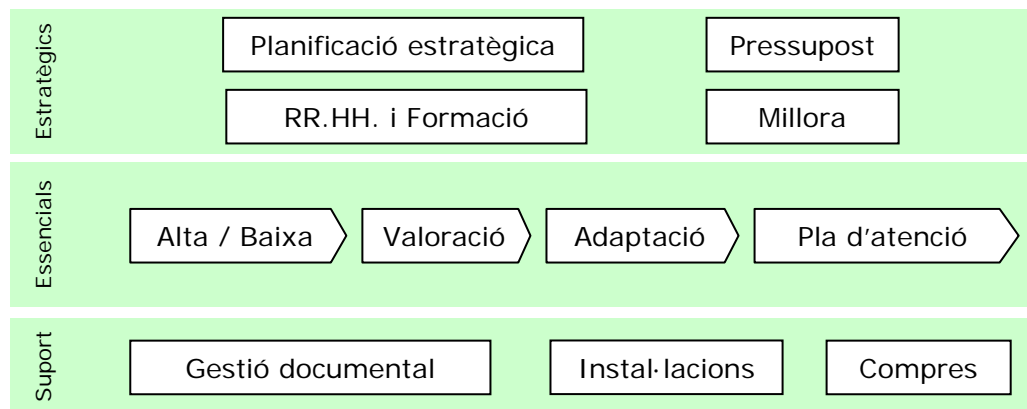 Estratègics
Planificació estratègica
Pressupost
RR.HH. i Formació
Millora
Essencials
Alta / Baixa
Valoració
Adaptació
Pla d'atenció
Suport
Gestió documental
Instal·lacions
Compres